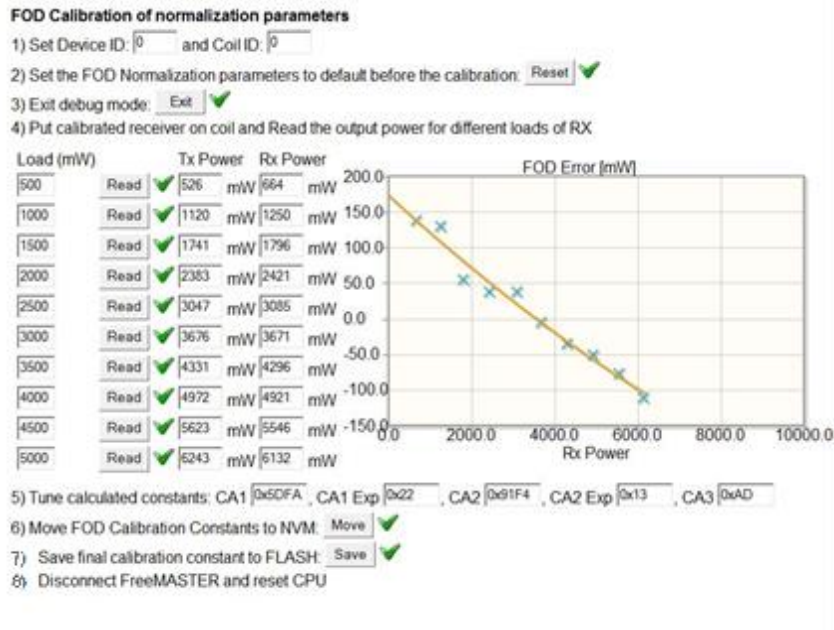 FOD Calibration of normalization parameters
1) Set Device ID: 0 and Coil ID: 0
2) Set the FOD Normalization parameters to default before the calibration: Reset
3) Exit debug mode: Exit
4) Put calibrated receiver on coil and Read the output power for different loads of RX
Load (mW) Tx Power Rx Power
500 Read 526 mW 664 mW
1000 Read 1120 mW 1250 mW
1500 Read 1741 mW 1796 mW
2000 Read 2383 mW 2421 mW
2500 Read 3047 mW 3085 mW
3000 Read 3676 mW 3671 mW
3500 Read 4331 mW 4296 mW
4000 Read 4972 mW 4921 mW
4500 Read 5623 mW 5546 mW
5000 Read 6243 mW 6132 mW
FOD Error [mW]
200.0
150.0
100.0
50.0
0.0
-50.0
-100.0
-150.0
0.0 2000.0 4000.0 6000.0 8000.0 10000.0
Rx Power
5) Tune calculated constants: CA1 0x5DFA , CA1 Exp 0x22 , CA2 0x91F4 , CA2 Exp 0x13 , CA3 0xAD
6) Move FOD Calibration Constants to NVM: Move
7) Save final calibration constant to FLASH: Save
8) Disconnect FreeMASTER and reset CPU